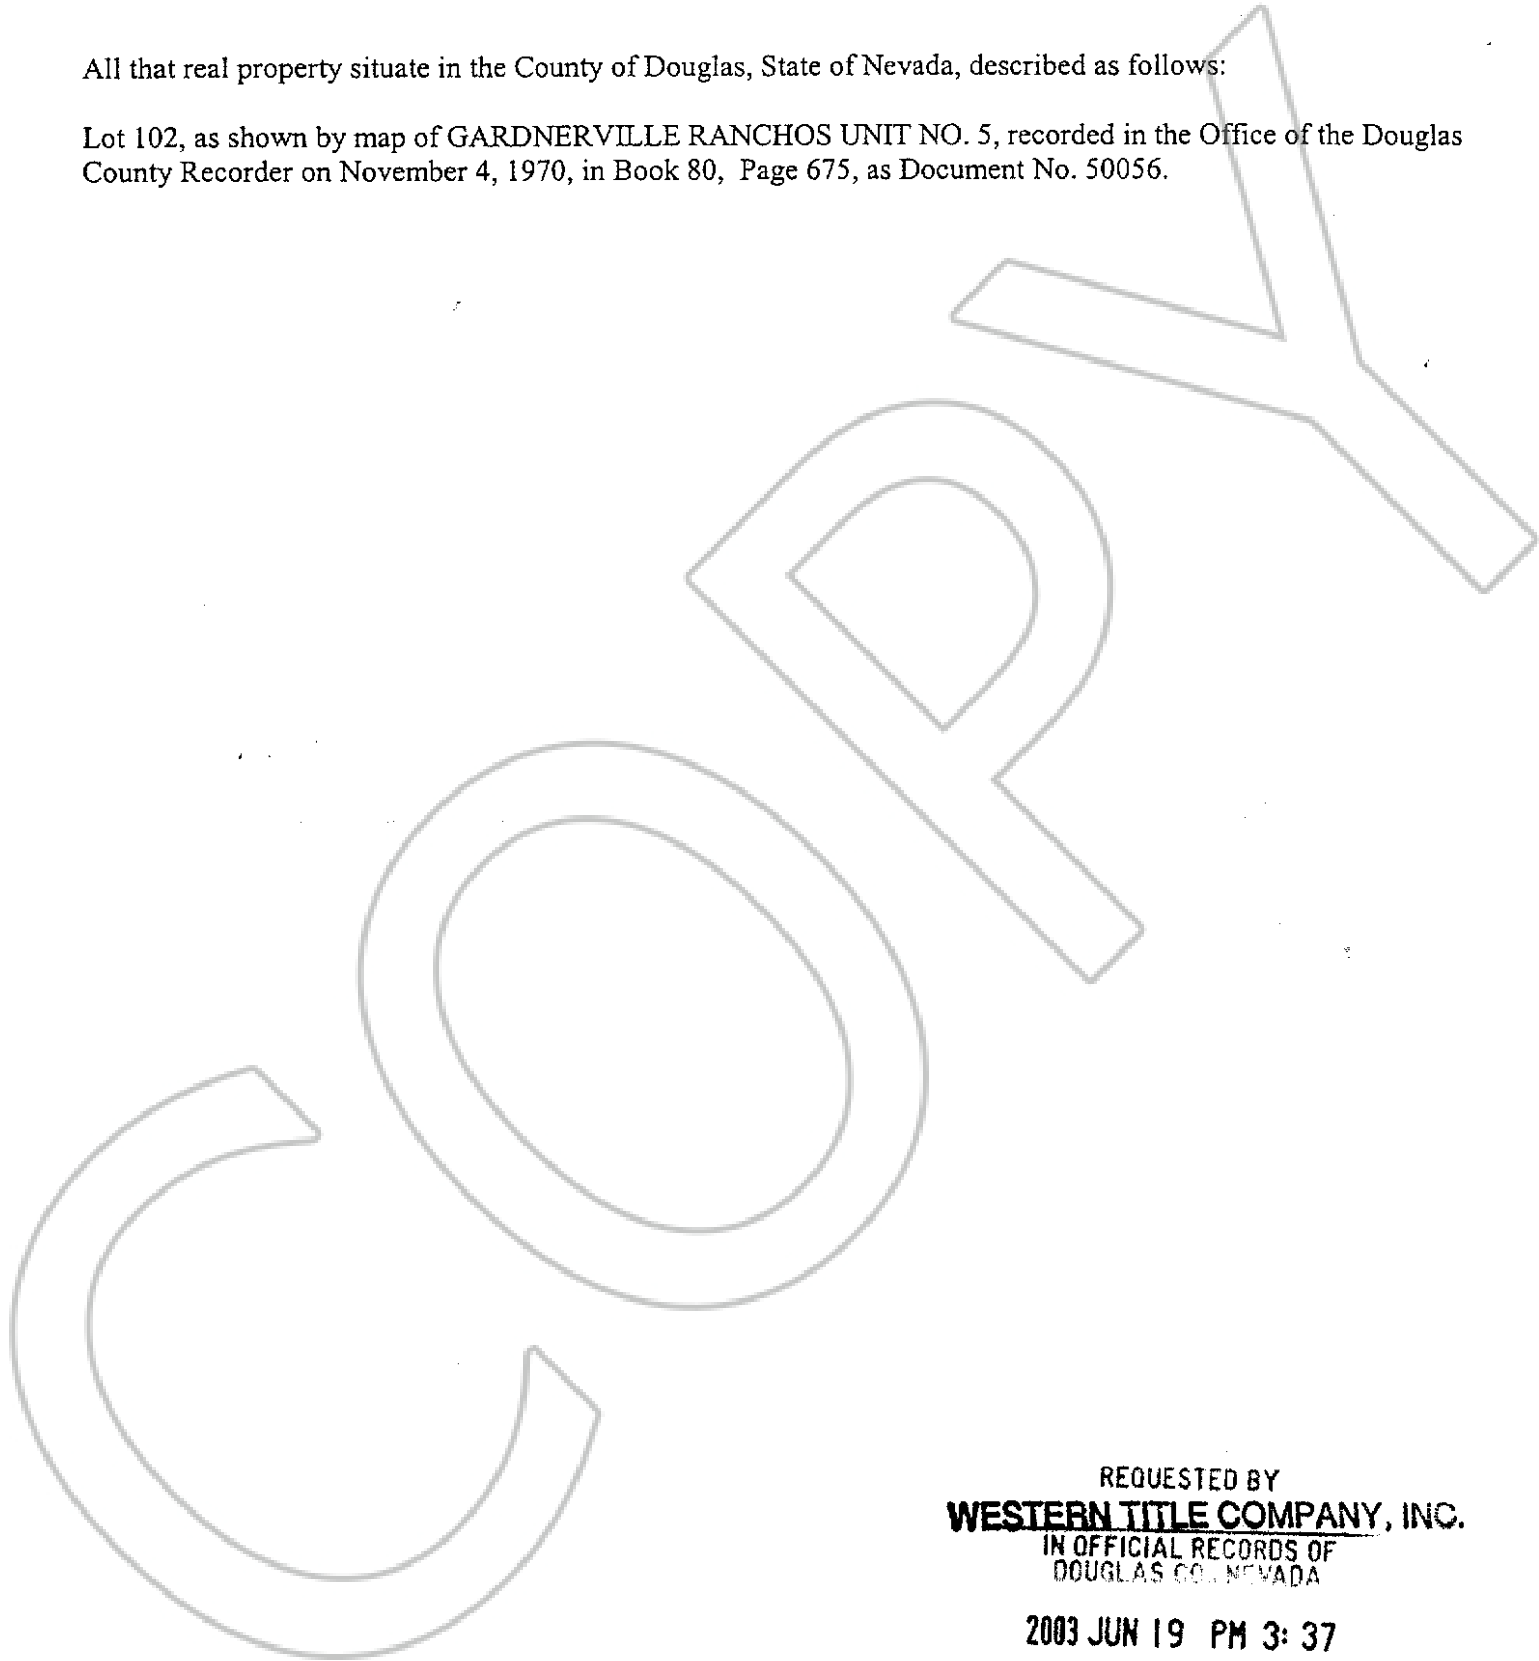 All that real property situate in the County of Douglas, State of Nevada, described as follows:
Lot 102, as shown by map of GARDNERVILLE RANCHOS UNIT NO. 5, recorded in the Office of the Douglas
County Recorder on November 4, 1970, in Book 80, Page 675, as Document No. 50056.
COPY
REQUESTED BY
WESTERN TITLE COMPANY, INC.
IN OFFICIAL RECORDS OF
DOUGLAS CO., NEVADA
2003 JUN 19 PM 3: 37